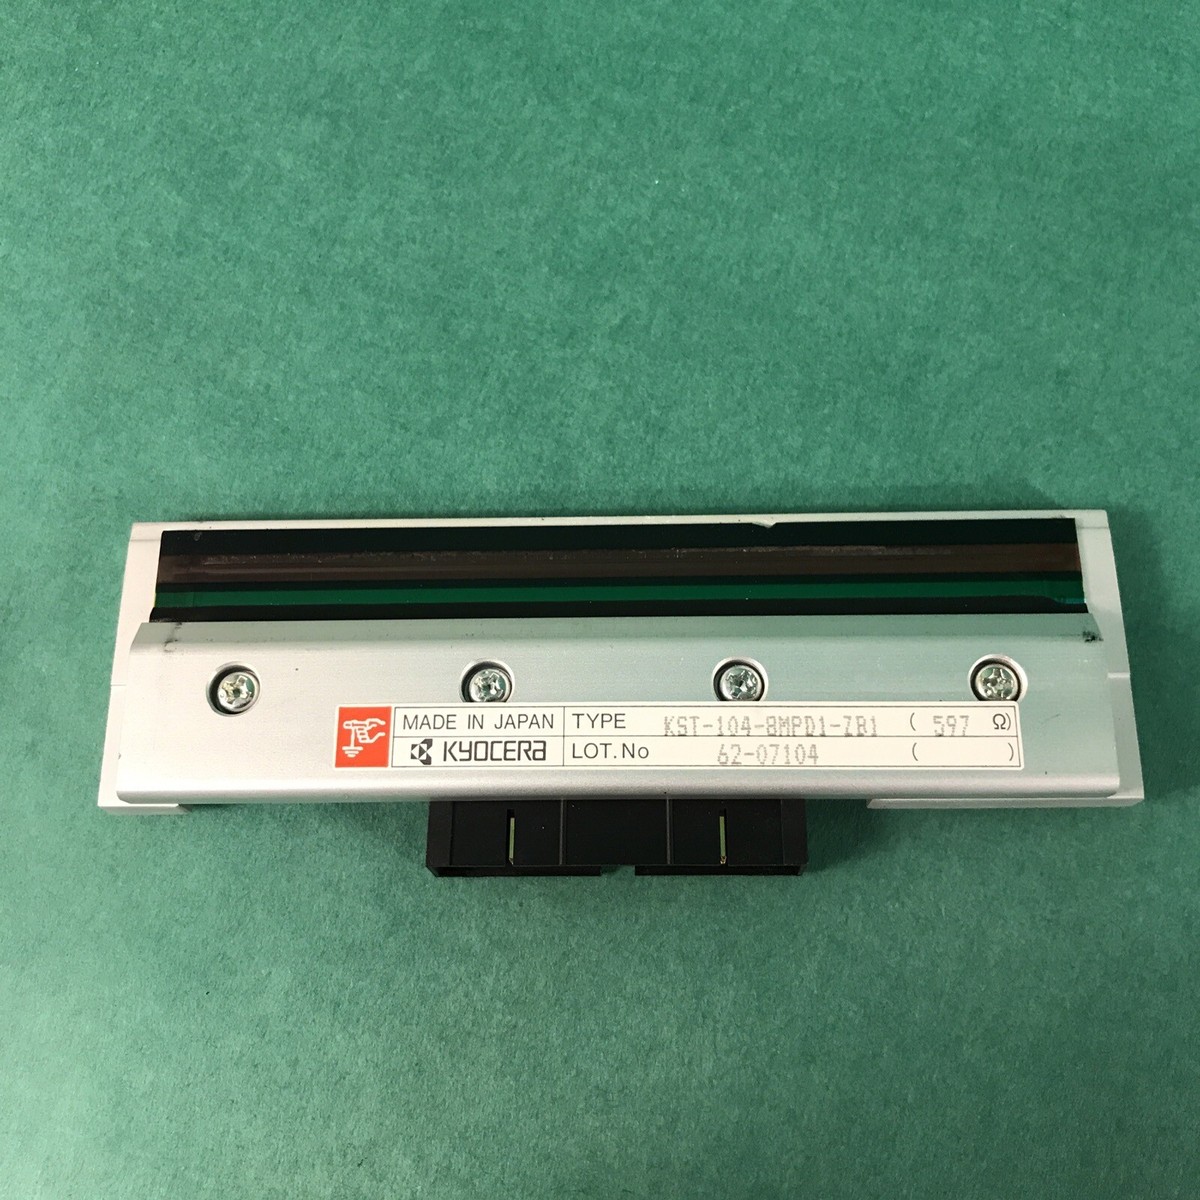 MADE IN JAPAN TYPE KST-104-8MPD1-ZB1 ( 597 Ω)
KYOCERa LOT.No 62-07104 ( )